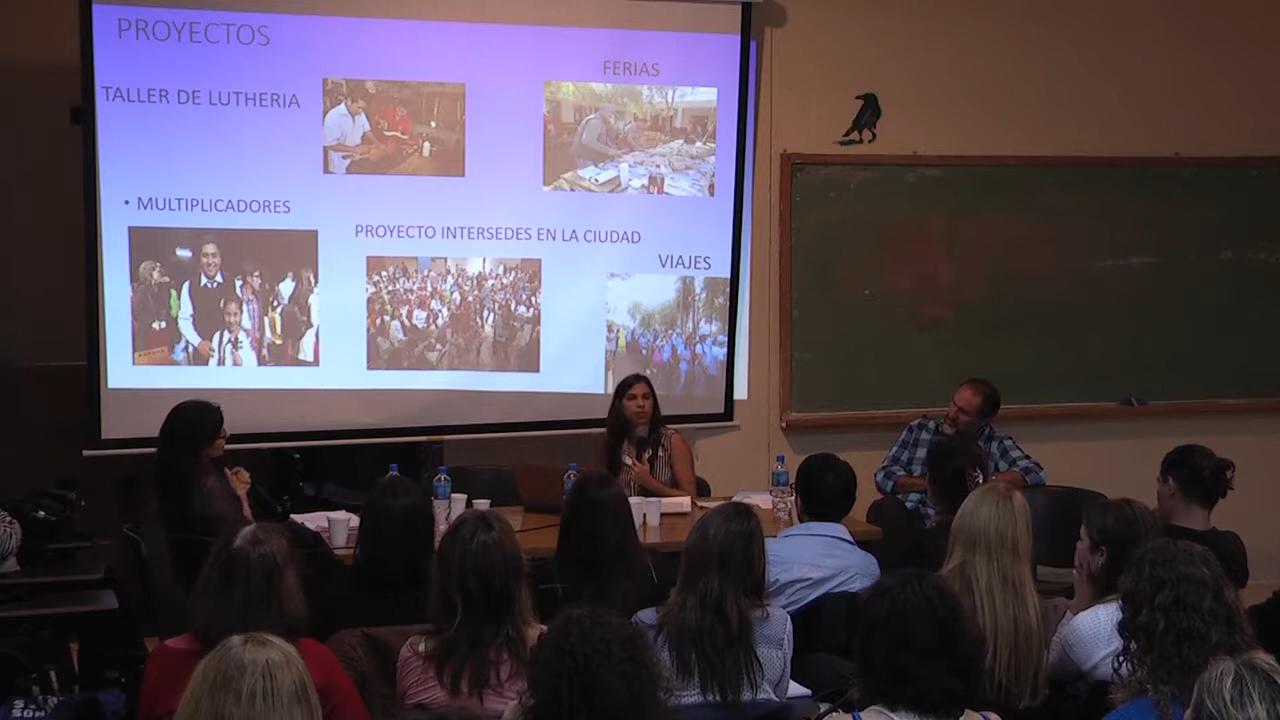 PROYECTOS
FERIAS
TALLER DE LUTHERIA
• MULTIPLICADORES
PROYECTO INTERSEDES EN LA CIUDAD
VIAJES